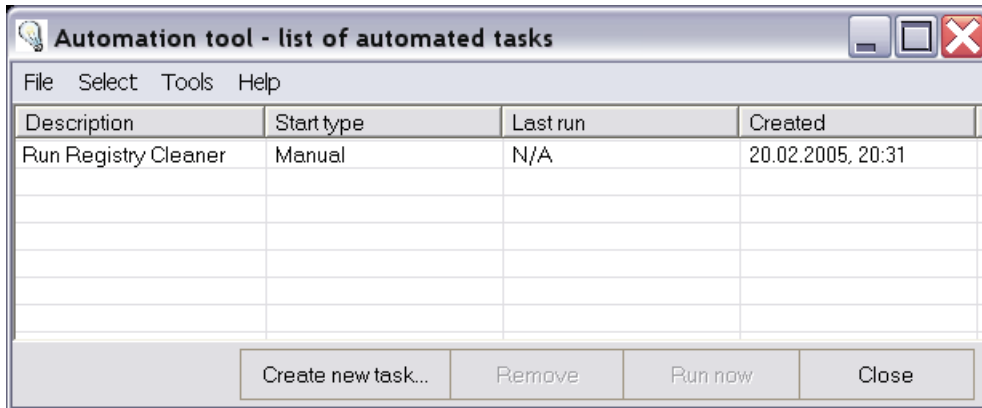 Automation tool - list of automated tasks
File Select Tools Help
Description Start type Last run Created
Run Registry Cleaner Manual N/A 20.02.2005, 20:31
Create new task... Remove Run now Close